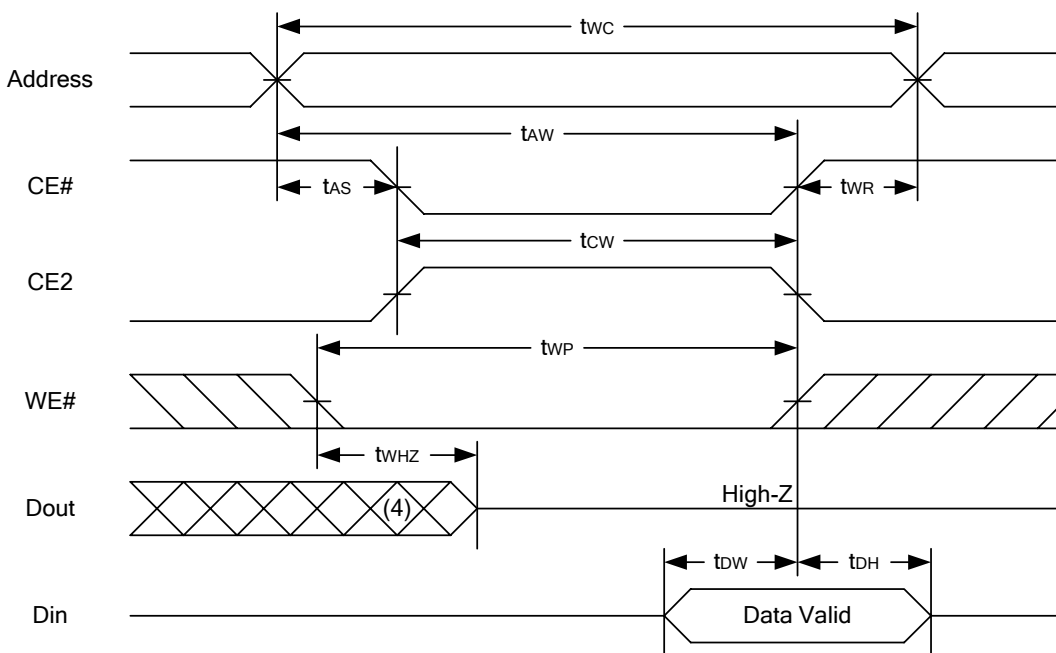 tWC
Address
tAW
CE#
tAS
tWR
tCW
CE2
tWP
WE#
tWHZ
Dout
(4)
High-Z
tDW
tDH
Din
Data Valid